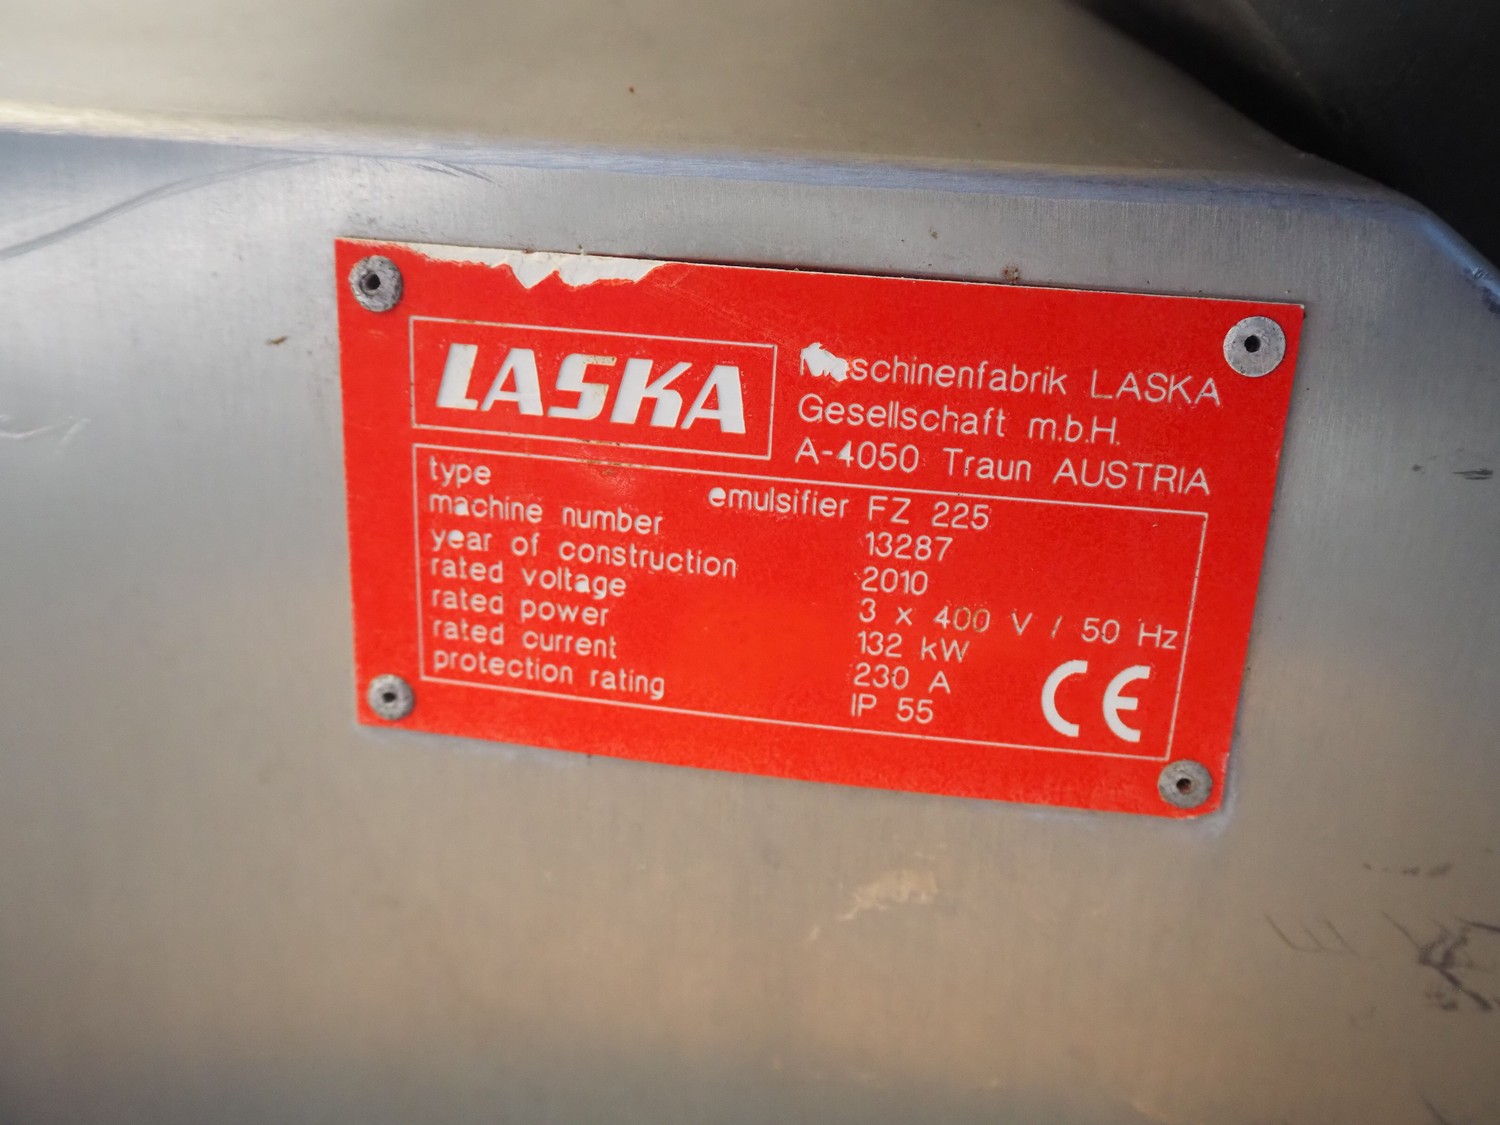 LASKA
Maschinenfabrik LASKA
Gesellschaft m.b.H.
A-4050 Traun AUSTRIA
type emulsifier FZ 225
machine number 13287
year of construction 2010
rated voltage 3 x 400 V / 50 Hz
rated power 132 kW
rated current 230 A
protection rating IP 55
CE